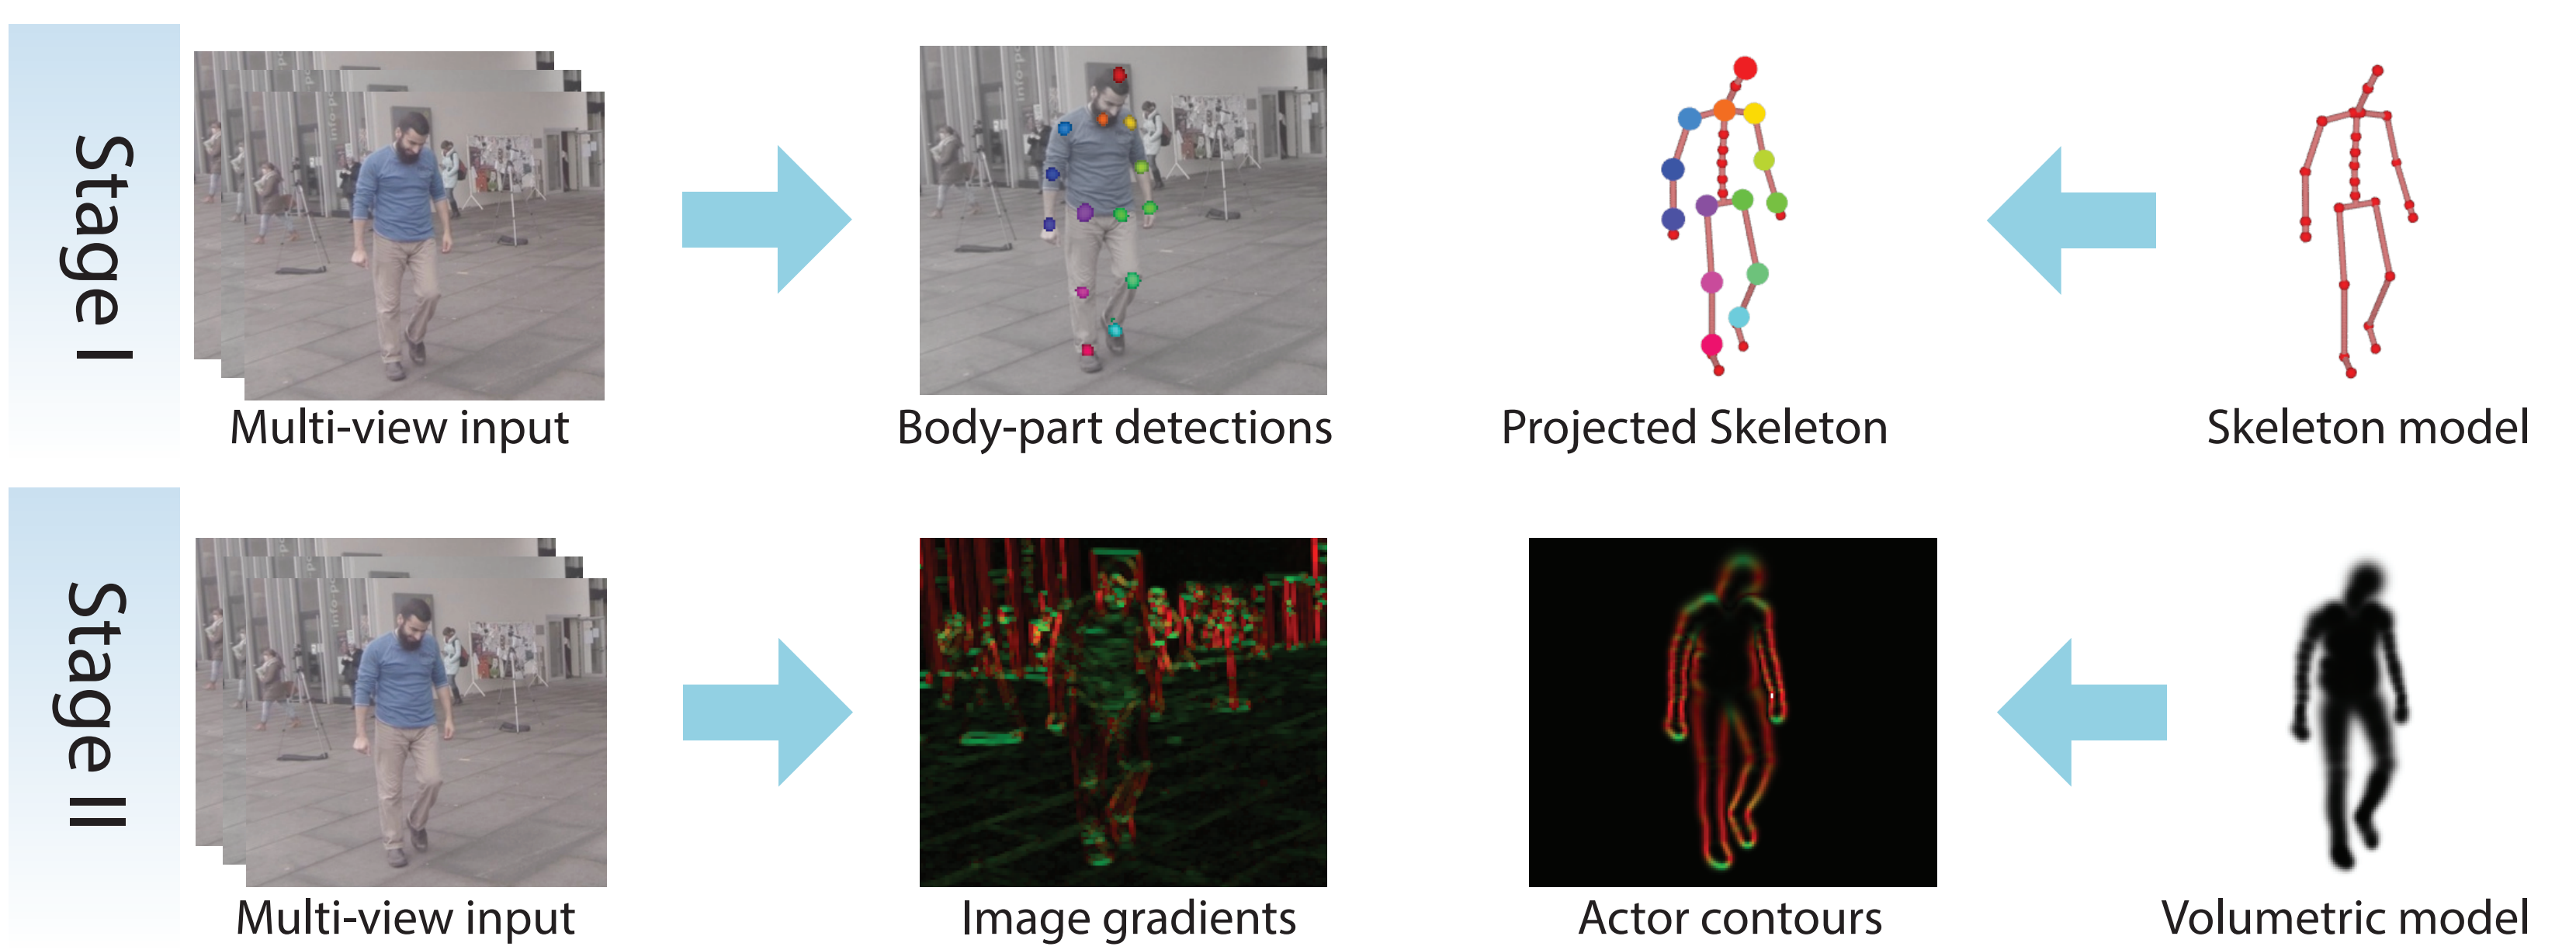 Stage I
Multi-view input
Body-part detections
Projected Skeleton
Skeleton model
Stage II
Multi-view input
Image gradients
Actor contours
Volumetric model